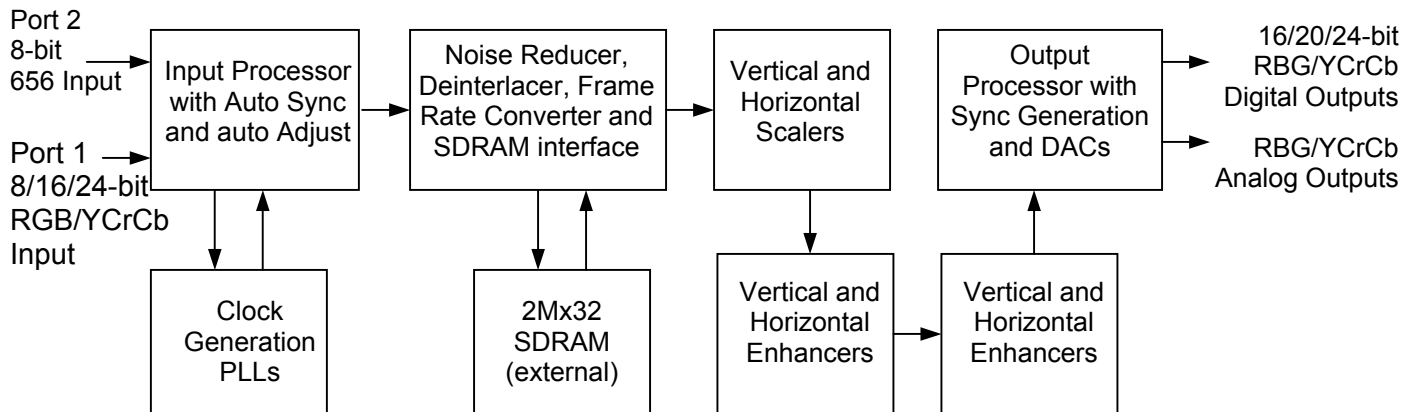 Port 2
8-bit
656 Input
Port 1
8/16/24-bit
RGB/YCrCb
Input
Input Processor
with Auto Sync
and auto Adjust
Noise Reducer,
Deinterlacer, Frame
Rate Converter and
SDRAM interface
Vertical and
Horizontal
Scalers
Output
Processor with
Sync Generation
and DACs
16/20/24-bit
RBG/YCrCb
Digital Outputs
RBG/YCrCb
Analog Outputs
Clock
Generation
PLLs
2Mx32
SDRAM
(external)
Vertical and
Horizontal
Enhancers
Vertical and
Horizontal
Enhancers